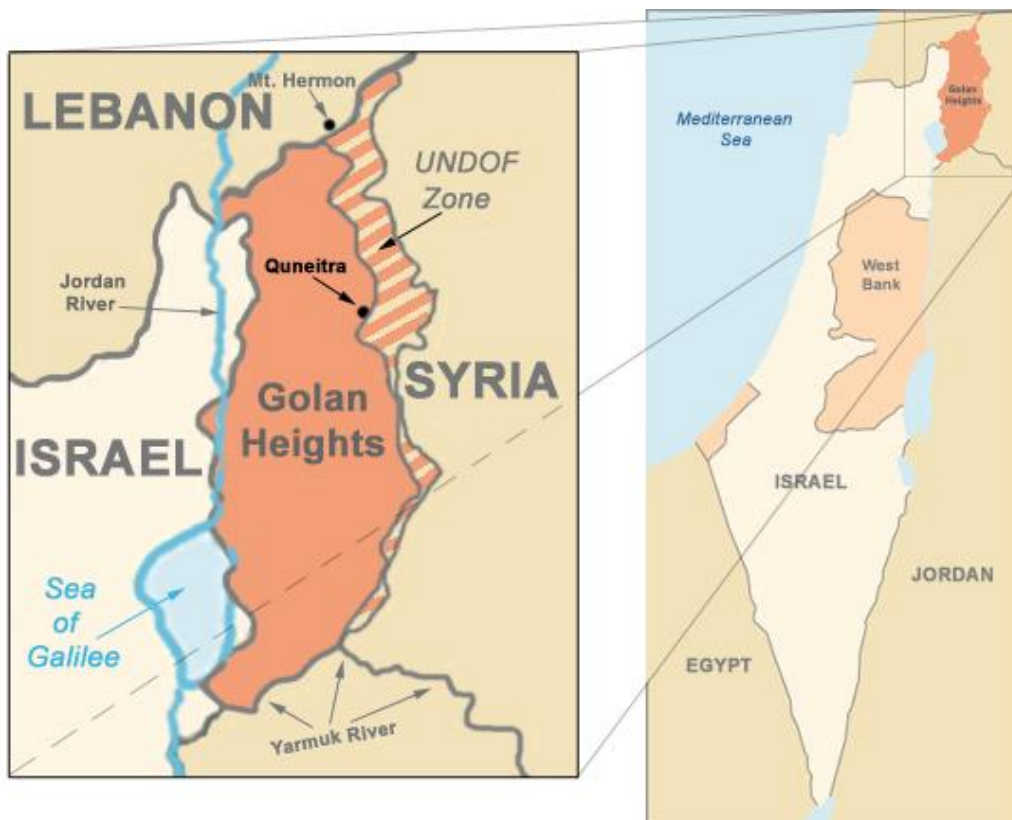 Mt. Hermon
LEBANON
UNDOF
Zone
Quneitra
Jordan
River
SYRIA
Golan
Heights
ISRAEL
Sea
of
Galilee
Yarmuk River
Golan
Heights
Mediterranean
Sea
West
Bank
ISRAEL
JORDAN
EGYPT